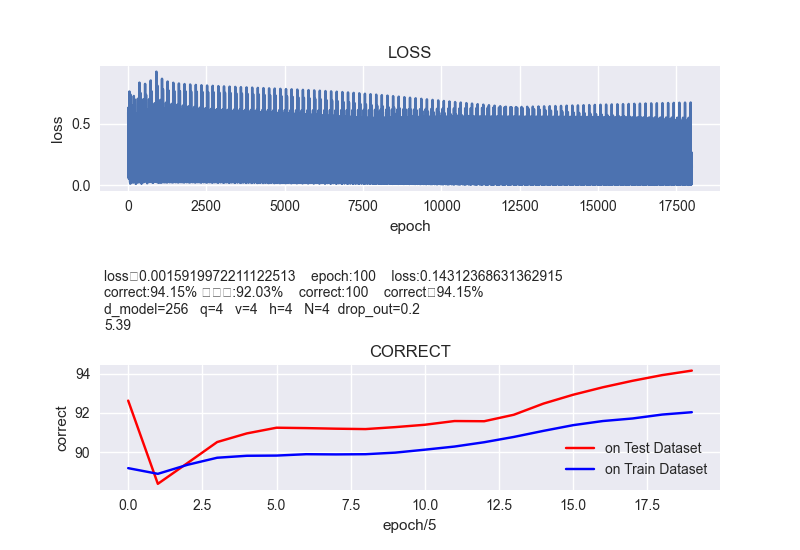 LOSS
0.5
0.0
loss
0 2500 5000 7500 10000 12500 15000 17500
epoch
loss 0.0015919972211122513 epoch:100 loss:0.14312368631362915
correct:94.15% :92.03% correct:100 correct 94.15%
d_model=256 q=4 v=4 h=4 N=4 drop_out=0.2
5.39
CORRECT
94
92
90
correct
on Test Dataset
on Train Dataset
0.0 2.5 5.0 7.5 10.0 12.5 15.0 17.5
epoch/5